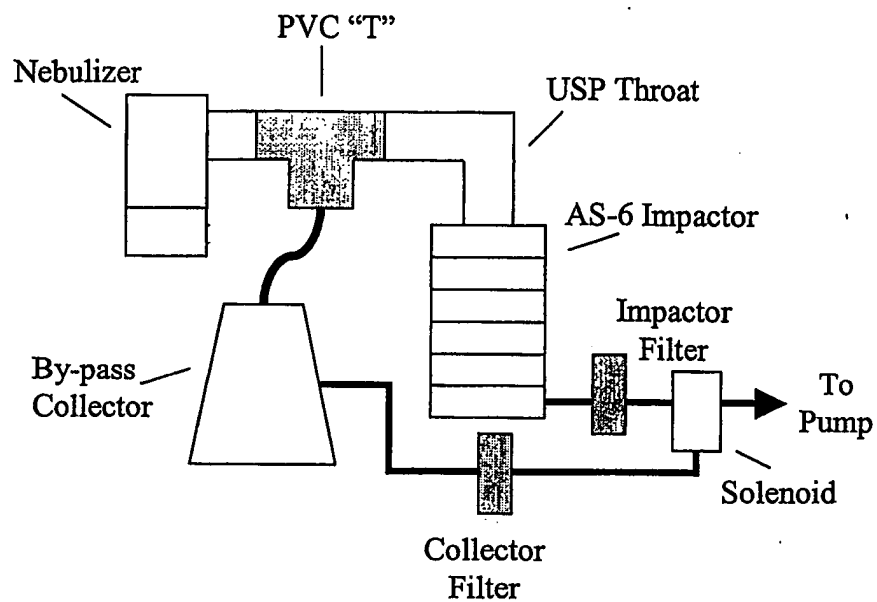 PVC “T”
Nebulizer
USP Throat
AS-6 Impactor
Impactor
Filter
By-pass
Collector
To
Pump
Solenoid
Collector
Filter